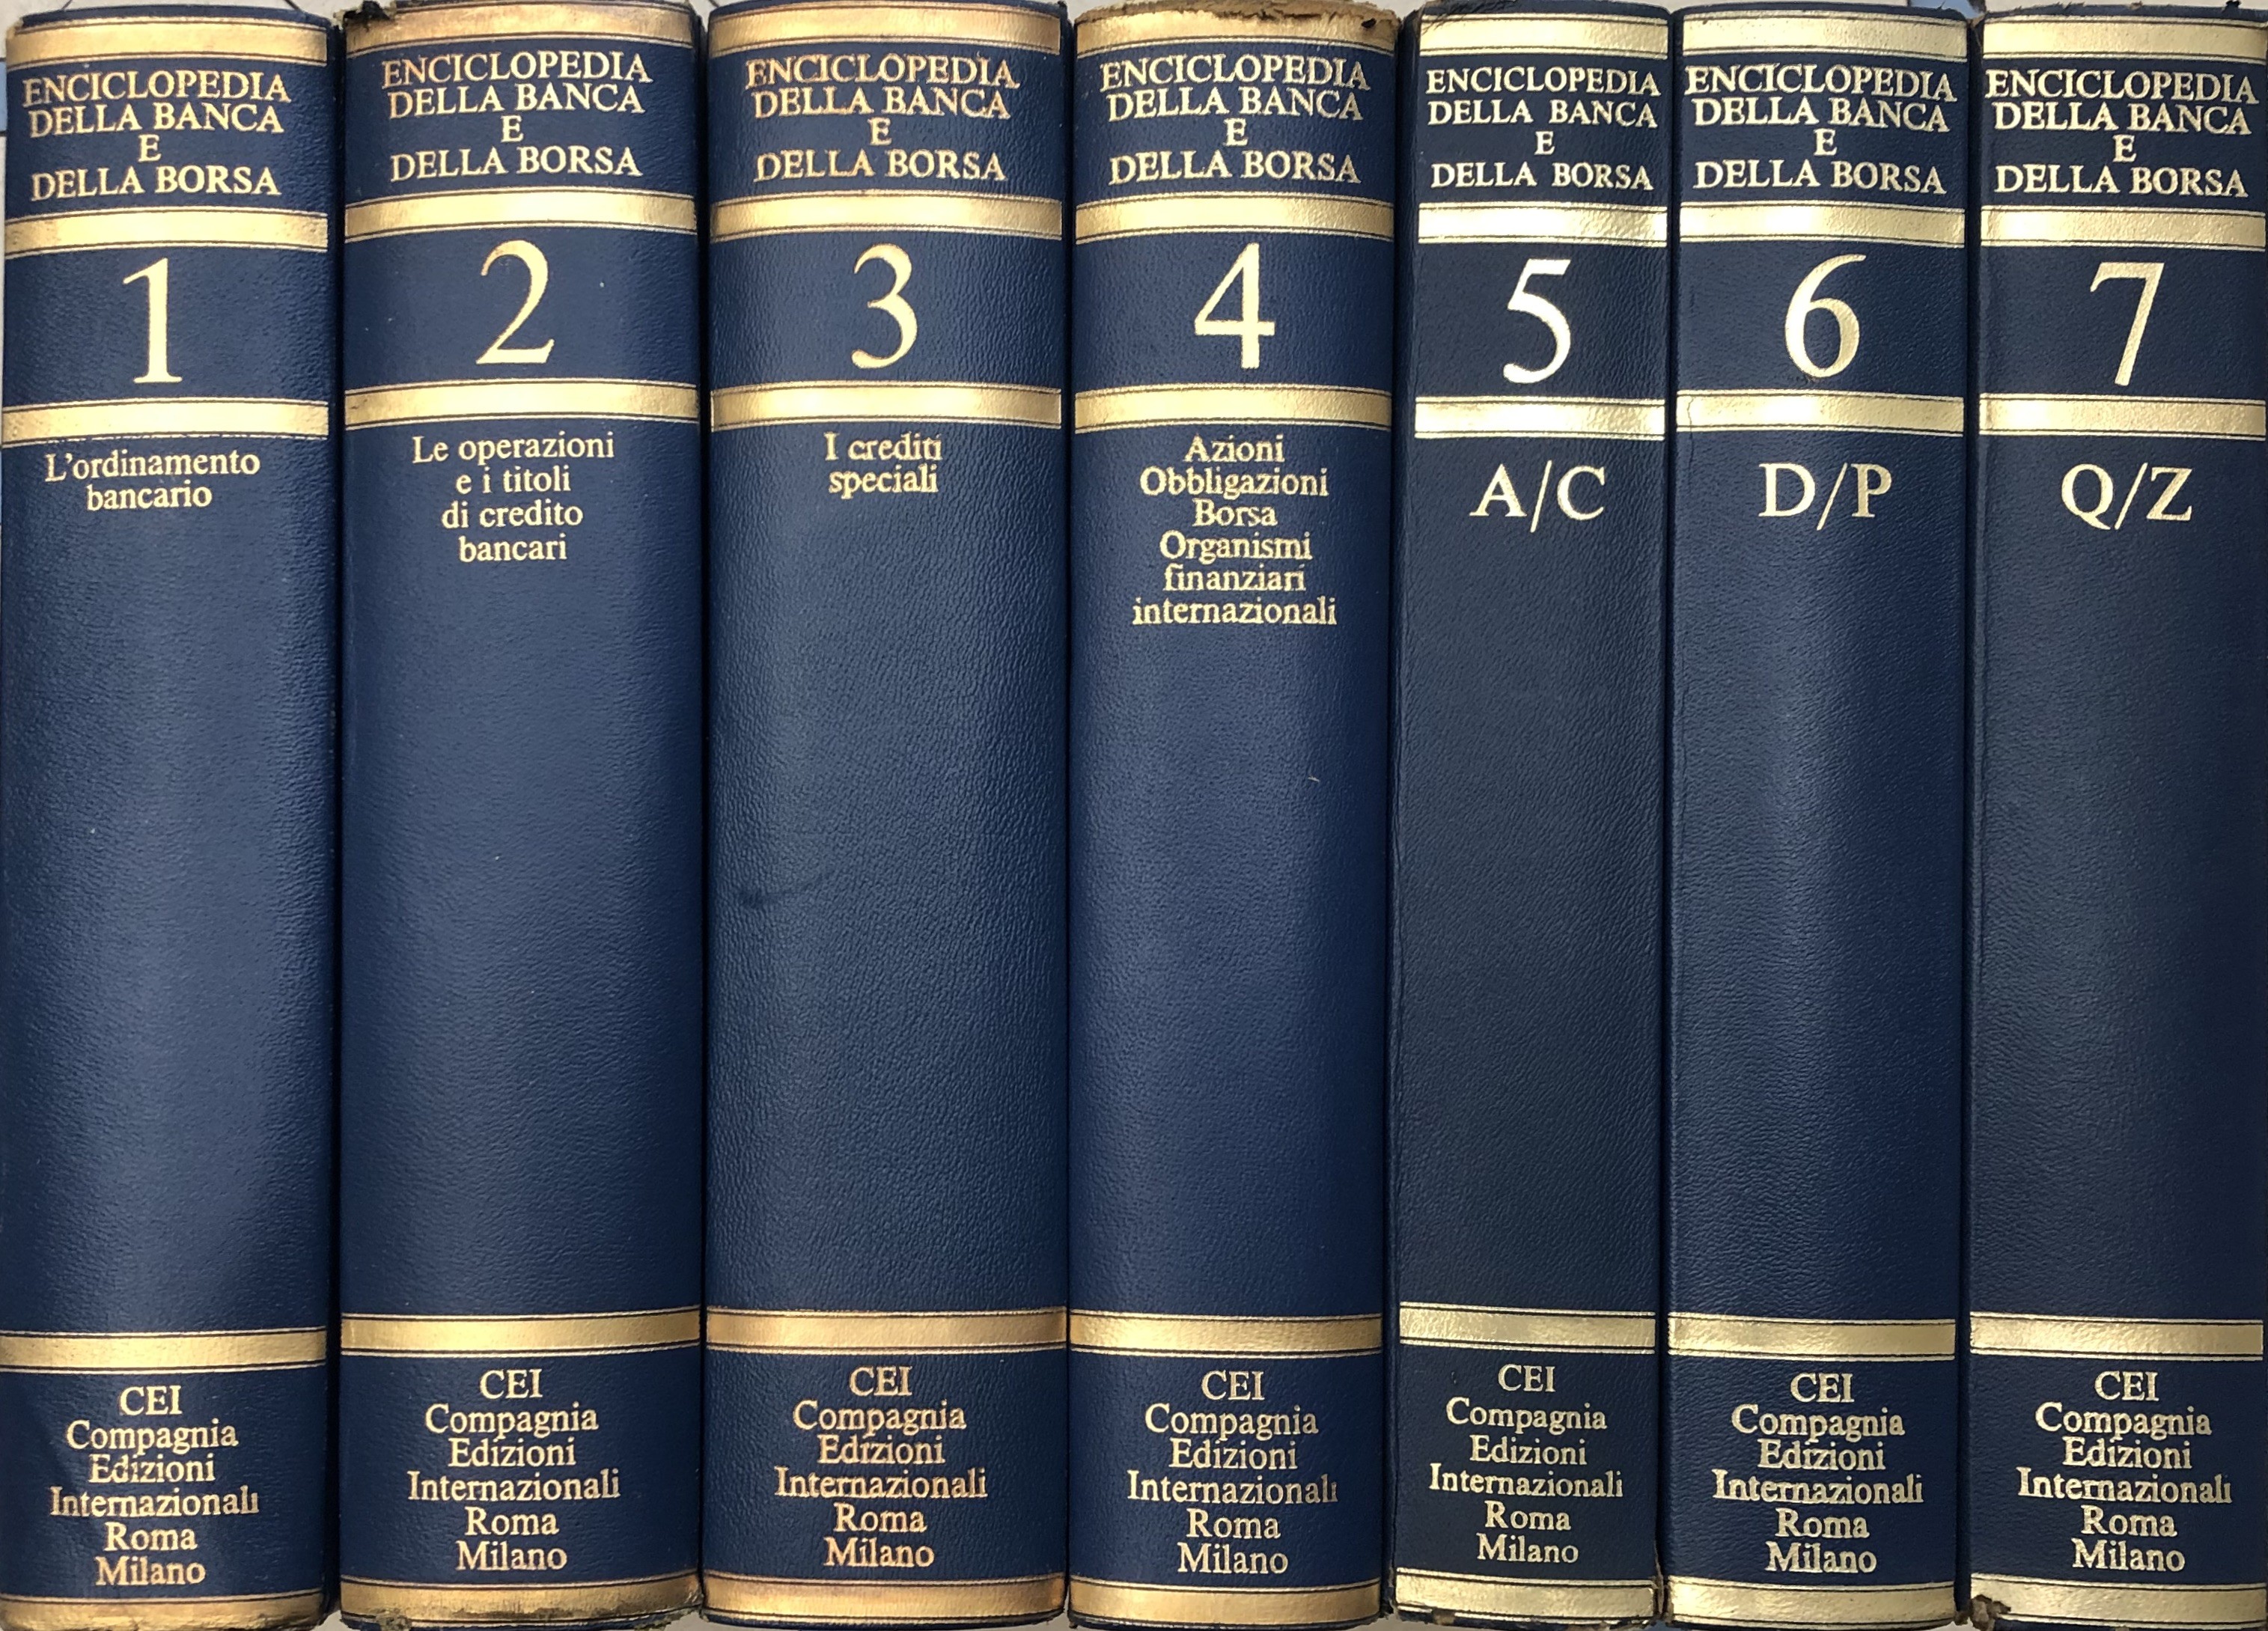 ENCICLOPEDIA
DELLA BANCA
E
DELLA BORSA
1
L'ordinamento
bancario
CEI
Compagnia
Edizioni
Internazionali
Roma
Milano
ENCICLOPEDIA
DELLA BANCA
E
DELLA BORSA
2
Le operazioni
e i titoli
di credito
bancari
CEI
Compagnia
Edizioni
Internazionali
Roma
Milano
ENCICLOPEDIA
DELLA BANCA
E
DELLA BORSA
3
I crediti
speciali
CEI
Compagnia
Edizioni
Internazionali
Roma
Milano
ENCICLOPEDIA
DELLA BANCA
E
DELLA BORSA
4
Azioni
Obbligazioni
Borsa
Organismi
finanziari
internazionali
CEI
Compagnia
Edizioni
Internazionali
Roma
Milano
ENCICLOPEDIA
DELLA BANCA
E
DELLA BORSA
5
A/C
CEI
Compagnia
Edizioni
Internazionali
Roma
Milano
ENCICLOPEDIA
DELLA BANCA
E
DELLA BORSA
6
D/P
CEI
Compagnia
Edizioni
Internazionali
Roma
Milano
ENCICLOPEDIA
DELLA BANCA
E
DELLA BORSA
7
Q/Z
CEI
Compagnia
Edizioni
Internazionali
Roma
Milano